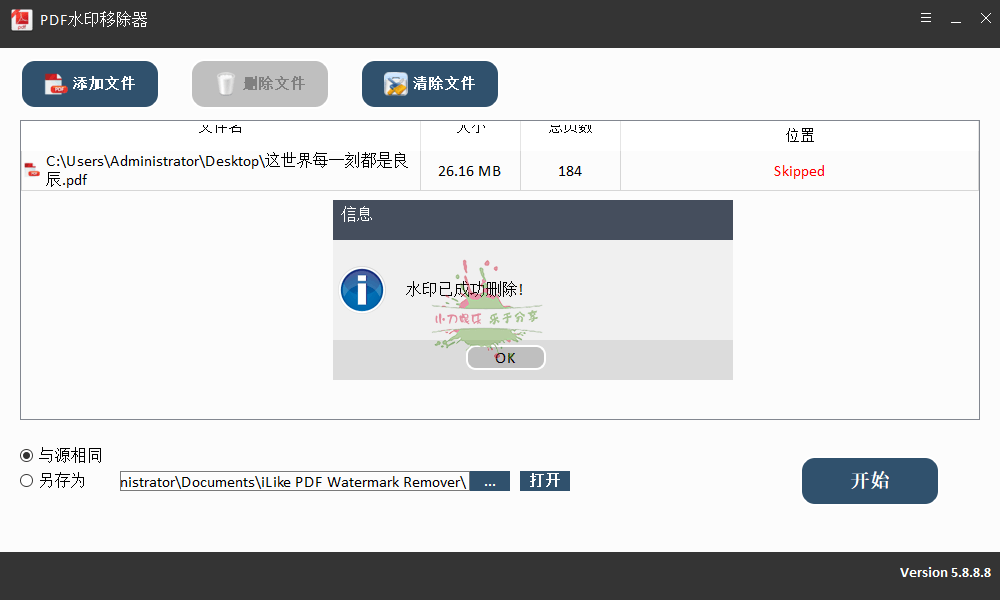 PDF水印移除器
添加文件
删除文件
清除文件
文件名
大小
总页数
位置
C:\Users\Administrator\Desktop\这世界每一刻都是良
辰.pdf
26.16 MB
184
Skipped
信息
水印已成功删除!
小刀娱乐 乐于分享
OK
与源相同
另存为
nistrator\Documents\iLike PDF Watermark Remover\
...
打开
开始
Version 5.8.8.8